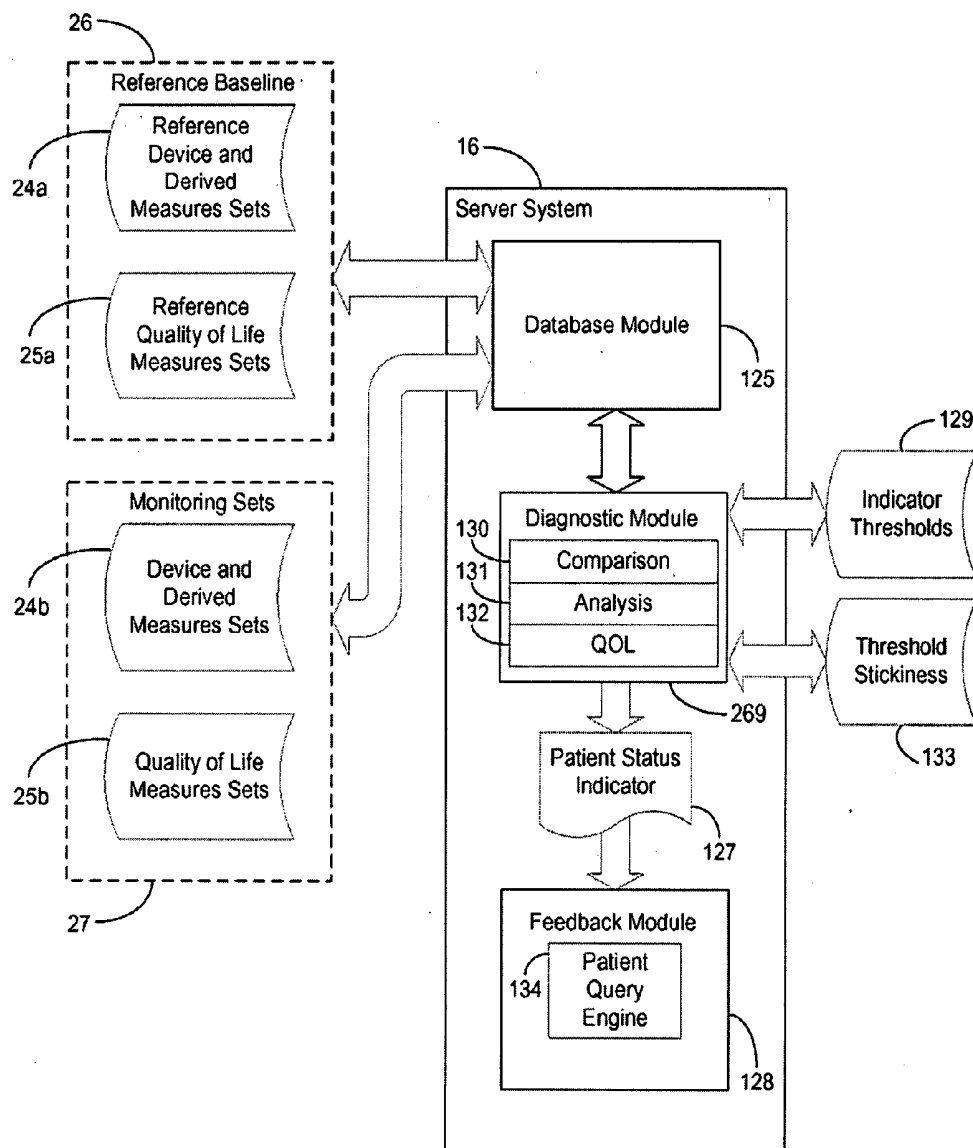 26
Reference Baseline
Reference
Device and
Derived
Measures Sets
24a
Reference
Quality of Life
Measures Sets
25a
16
Server System
Database Module
125
129
Indicator
Thresholds
Monitoring Sets
Device and
Derived
Measures Sets
24b
Quality of Life
Measures Sets
25b
27
Diagnostic Module
130
Comparison
131
Analysis
132
QOL
269
Threshold
Stickiness
133
Patient Status
Indicator
127
Feedback Module
134
Patient
Query
Engine
128